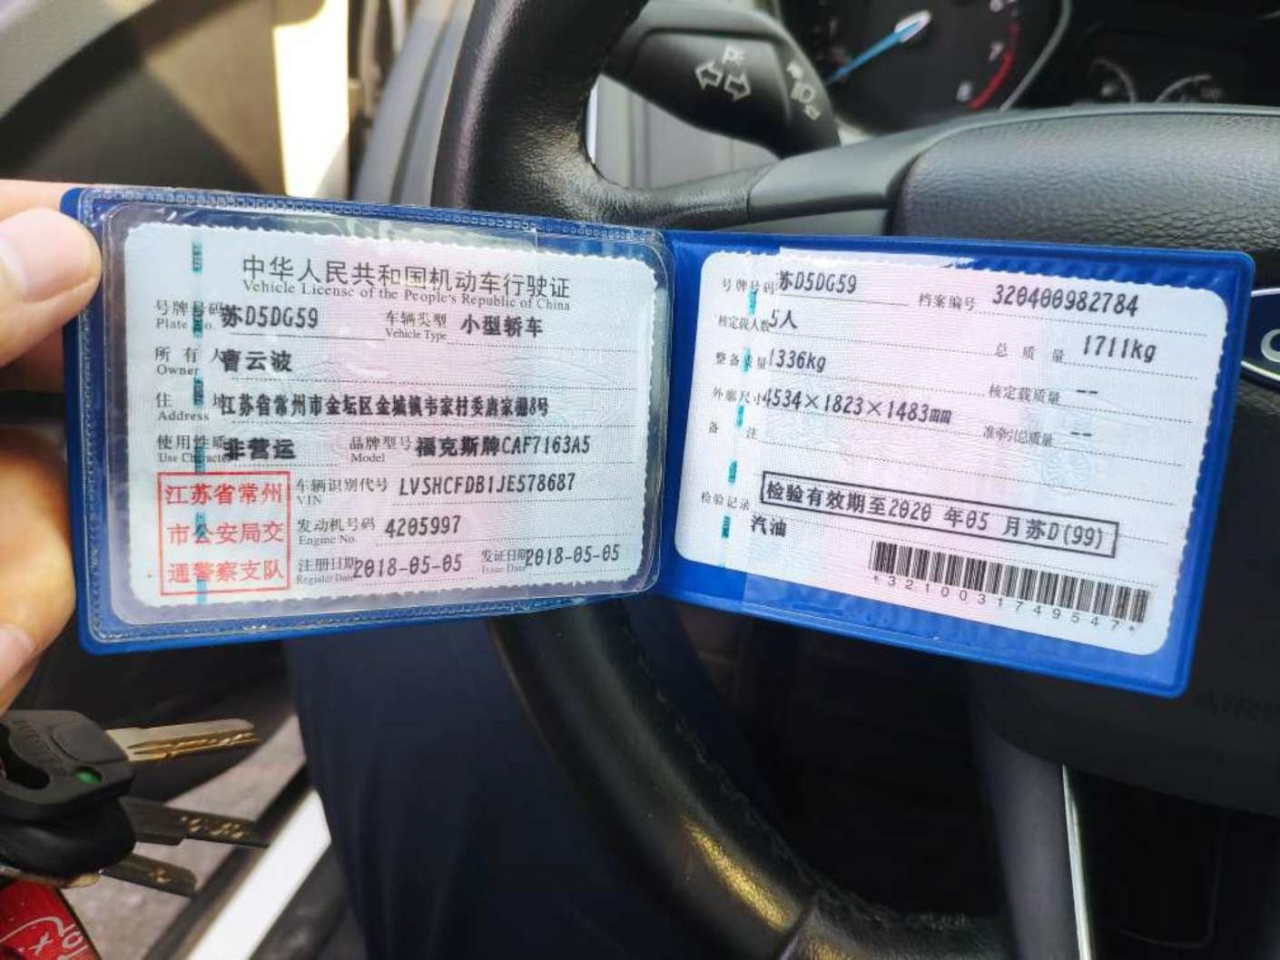 中华人民共和国机动车行驶证
Vehicle License of the People's Republic of China
号牌号码 苏D5DG59 车辆类型 小型轿车
Plate No. Vehicle Type
所有人 曹云波
Owner
住址 江苏省常州市金坛区金城镇韦家村委唐家棚8号
Address
使用性质 非营运 品牌型号 福克斯牌CAF7163A5
Use Character Model
江苏省常州
市公安局交
通警察支队
车辆识别代号 LVSHCFDB1JE578687
VIN
发动机号码 4205997
Engine No.
注册日期 2018-05-05 发证日期 2018-05-05
Register Date Issue Date
号牌号码 苏D5DG59 档案编号 320400982784
核定载人数 5人 总质量 1711kg
整备质量 1336kg 核定载质量 --
外廓尺寸 4534×1823×1483mm 准牵引总质量 --
备注
检验记录 检验有效期至2020年05月苏D(99)
汽油
*3210031749547*
6
7
8